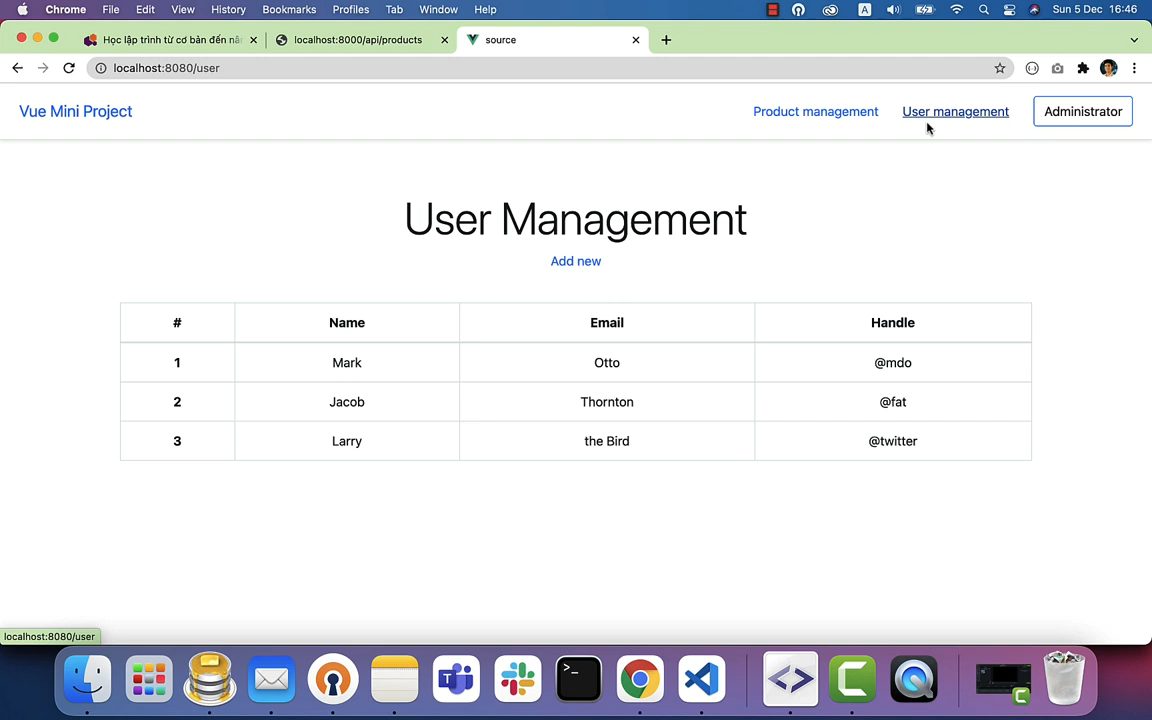 Chrome File Edit View History Bookmarks Profiles Tab Window Help A Sun 5 Dec 16:46
Học lập trình từ cơ bản đến nân localhost:8000/api/products source
localhost:8080/user
Vue Mini Project Product management User management Administrator
User Management
Add new
# Name Email Handle
1 Mark Otto @mdo
2 Jacob Thornton @fat
3 Larry the Bird @twitter
localhost:8080/user